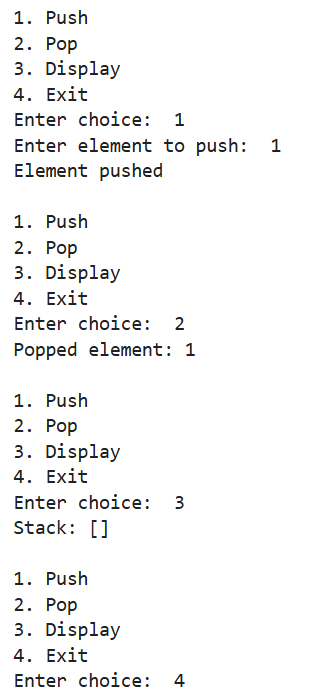 1. Push
2. Pop
3. Display
4. Exit
Enter choice:  1
Enter element to push:  1
Element pushed

1. Push
2. Pop
3. Display
4. Exit
Enter choice:  2
Popped element: 1

1. Push
2. Pop
3. Display
4. Exit
Enter choice:  3
Stack: []

1. Push
2. Pop
3. Display
4. Exit
Enter choice:  4